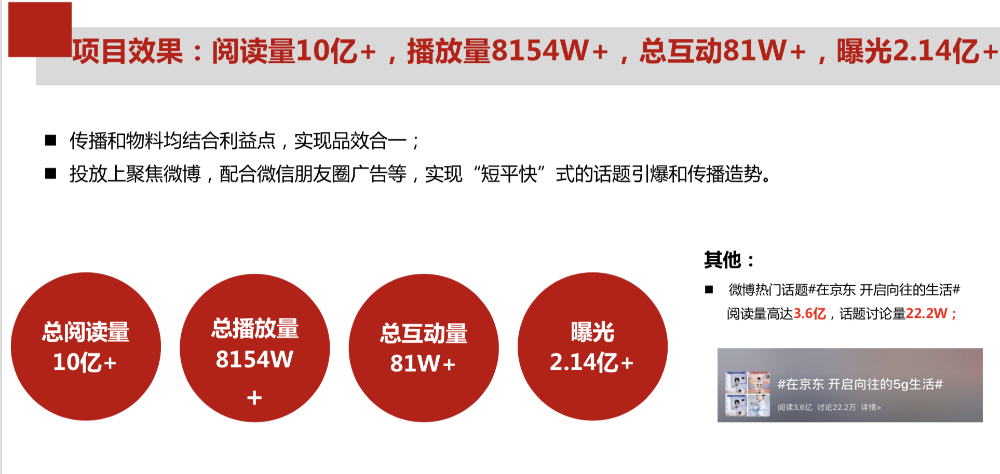 项目效果：阅读量10亿+，播放量8154W+，总互动81W+，曝光2.14亿+
■ 传播和物料均结合利益点，实现品效合一；
■ 投放上聚焦微博，配合微信朋友圈广告等，实现“短平快”式的话题引爆和传播造势。
总阅读量
10亿+
总播放量
8154W
+
总互动量
81W+
曝光
2.14亿+
其他：
■ 微博热门话题#在京东 开启向往的生活#
阅读量高达3.6亿，话题讨论量22.2W；
#在京东 开启向往的5g生活#
阅读3.6亿 讨论22.2万 详情>